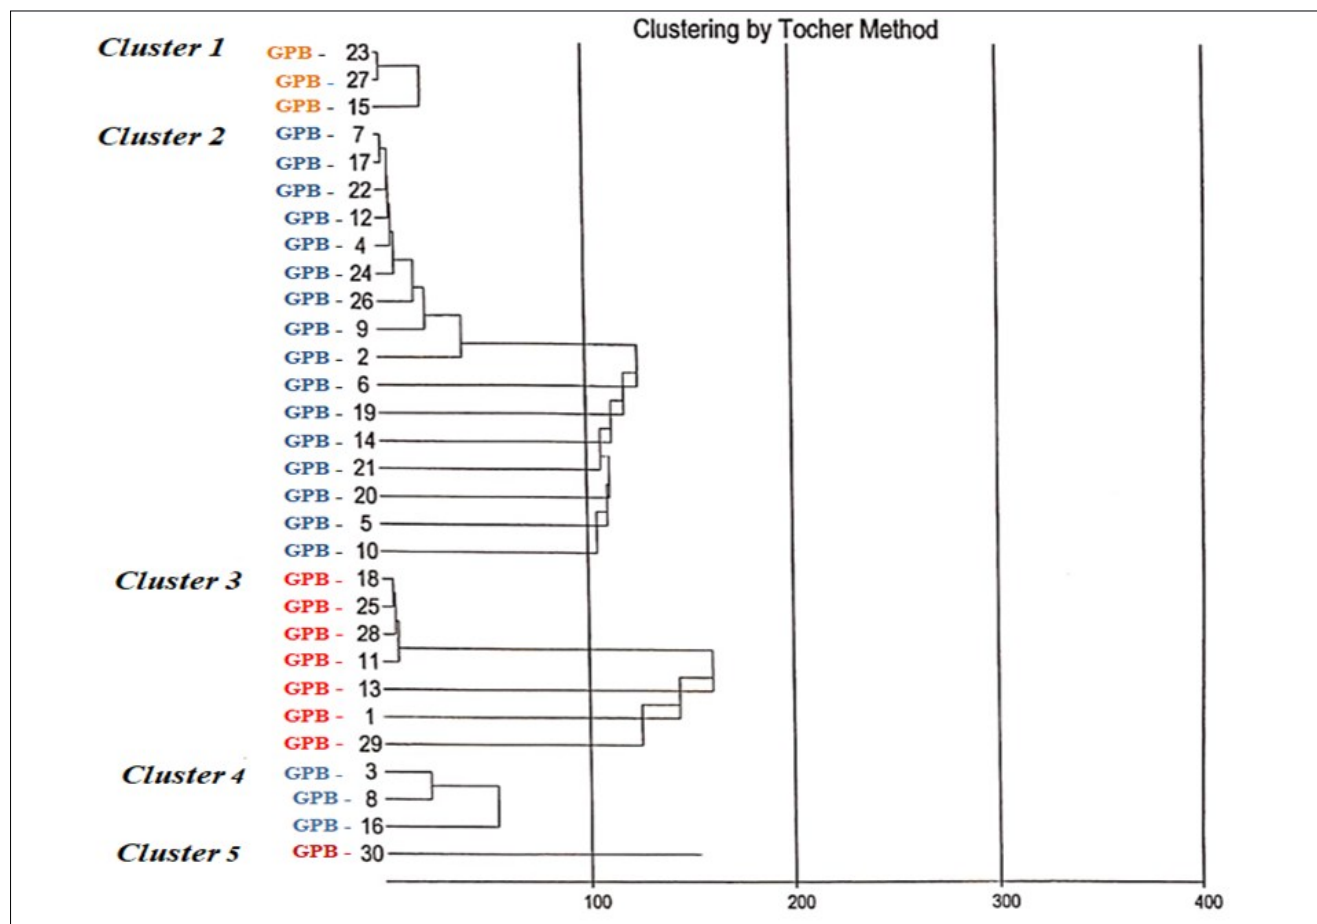 Clustering by Tocher Method
Cluster 1
GPB - 23
GPB - 27
GPB - 15
Cluster 2
GPB - 7
GPB - 17
GPB - 22
GPB - 12
GPB - 4
GPB - 24
GPB - 26
GPB - 9
GPB - 2
GPB - 6
GPB - 19
GPB - 14
GPB - 21
GPB - 20
GPB - 5
GPB - 10
Cluster 3
GPB - 18
GPB - 25
GPB - 28
GPB - 11
GPB - 13
GPB - 1
GPB - 29
Cluster 4
GPB - 3
GPB - 8
GPB - 16
Cluster 5
GPB - 30
100 200 300 400